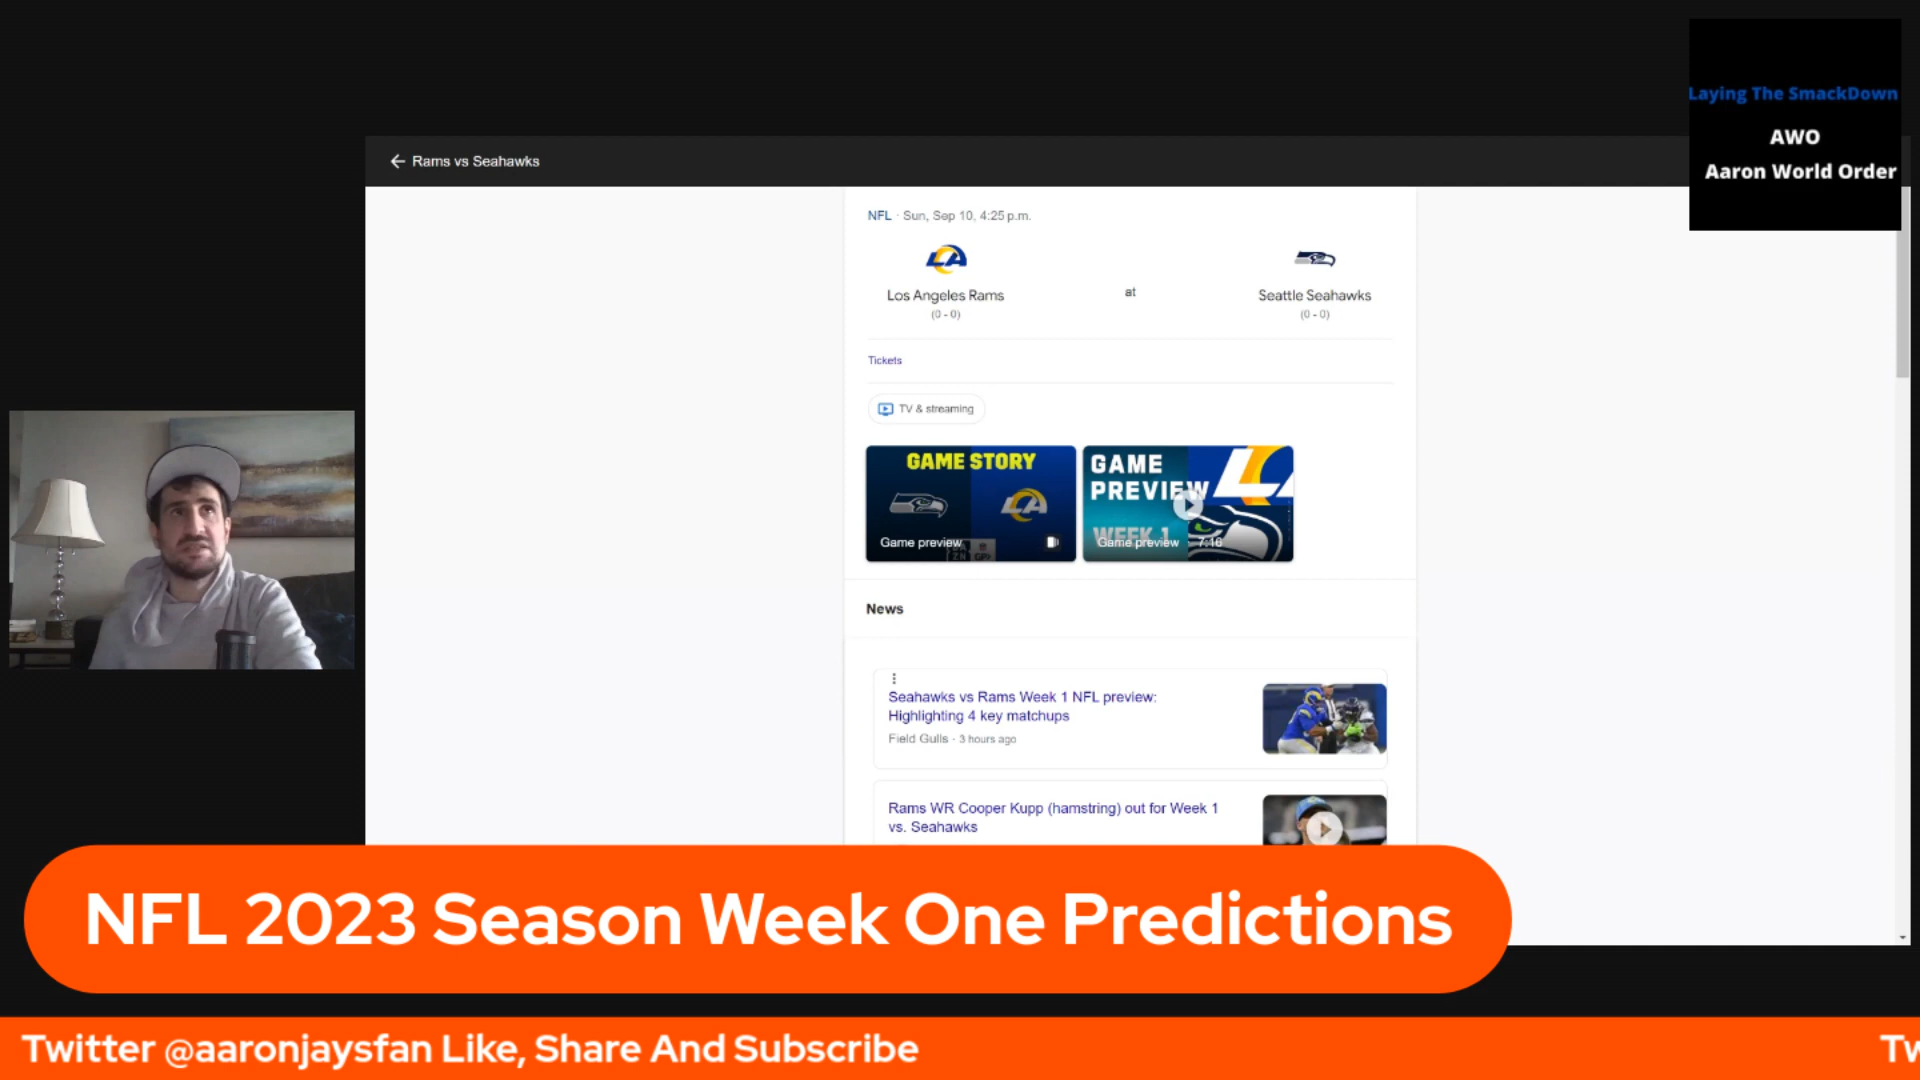 Laying The SmackDown
AWO
Aaron World Order
Rams vs Seahawks
NFL · Sun, Sep 10, 4:25 p.m.
LA
Los Angeles Rams
(0 - 0)
at
Seattle Seahawks
(0 - 0)
Tickets
TV & streaming
GAME STORY
Game preview
GAME
PREVIEW
WEEK 1
Game preview · 7:16
News
Seahawks vs Rams Week 1 NFL preview:
Highlighting 4 key matchups
Field Gulls · 3 hours ago
Rams WR Cooper Kupp (hamstring) out for Week 1
vs. Seahawks
NFL 2023 Season Week One Predictions
Twitter @aaronjaysfan Like, Share And Subscribe
Tw